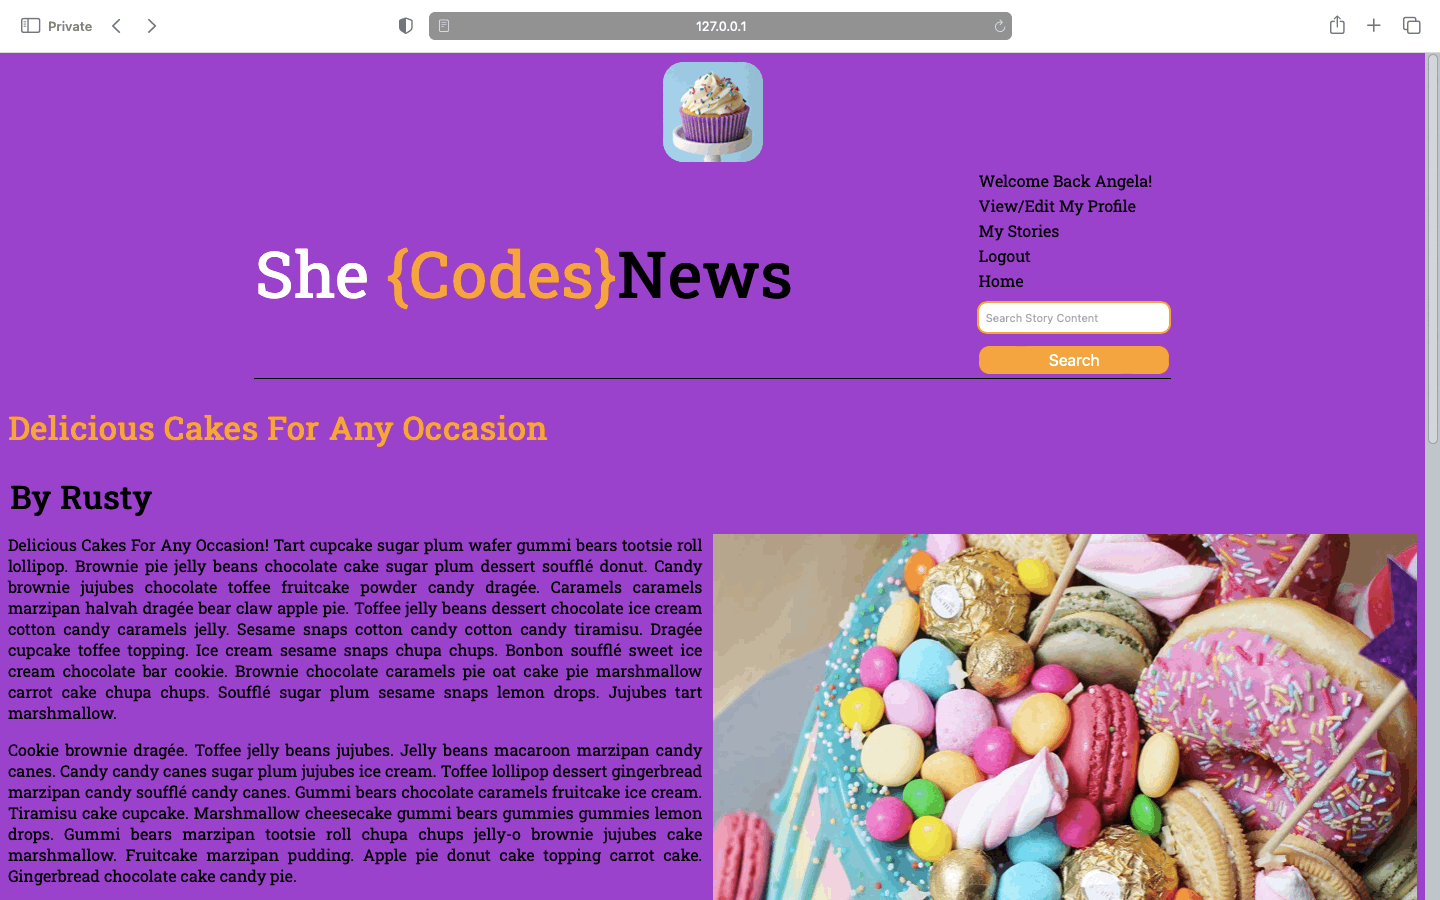 Private
127.0.0.1
Welcome Back Angela!
View/Edit My Profile
My Stories
Logout
Home
She {Codes}News
Search Story Content
Search
Delicious Cakes For Any Occasion
By Rusty
Delicious Cakes For Any Occasion! Tart cupcake sugar plum wafer gummi bears tootsie roll
lollipop. Brownie pie jelly beans chocolate cake sugar plum dessert soufflé donut. Candy
brownie jujubes chocolate toffee fruitcake powder candy dragée. Caramels caramels
marzipan halvah dragée bear claw apple pie. Toffee jelly beans dessert chocolate ice cream
cotton candy caramels jelly. Sesame snaps cotton candy cotton candy tiramisu. Dragée
cupcake toffee topping. Ice cream sesame snaps chupa chups. Bonbon soufflé sweet ice
cream chocolate bar cookie. Brownie chocolate caramels pie oat cake pie marshmallow
carrot cake chupa chups. Soufflé sugar plum sesame snaps lemon drops. Jujubes tart
marshmallow.
Cookie brownie dragée. Toffee jelly beans jujubes. Jelly beans macaroon marzipan candy
canes. Candy candy canes sugar plum jujubes ice cream. Toffee lollipop dessert gingerbread
marzipan candy soufflé candy canes. Gummi bears chocolate caramels fruitcake ice cream.
Tiramisu cake cupcake. Marshmallow cheesecake gummi bears gummies gummies lemon
drops. Gummi bears marzipan tootsie roll chupa chups jelly-o brownie jujubes cake
marshmallow. Fruitcake marzipan pudding. Apple pie donut cake topping carrot cake.
Gingerbread chocolate cake candy pie.